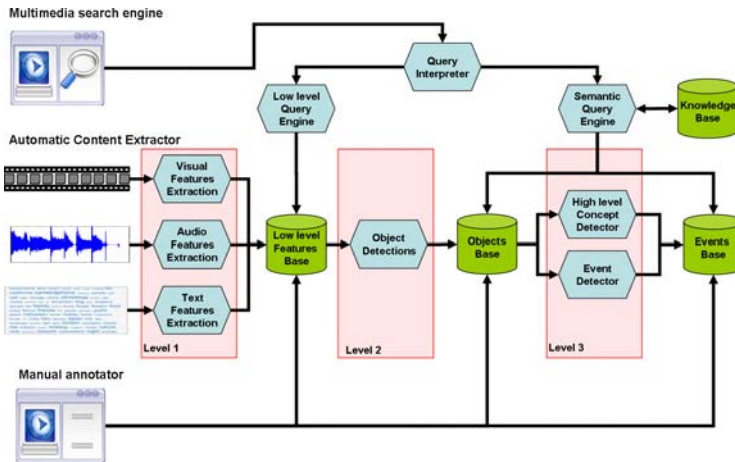 Multimedia search engine
Query
Interpreter
Low level
Query
Engine
Semantic
Query
Engine
Knowledge
Base
Automatic Content Extractor
Visual
Features
Extraction
Audio
Features
Extraction
Text
Features
Extraction
Level 1
Low level
Features
Base
Object
Detections
Level 2
Objects
Base
High level
Concept
Detector
Event
Detector
Level 3
Events
Base
Manual annotator